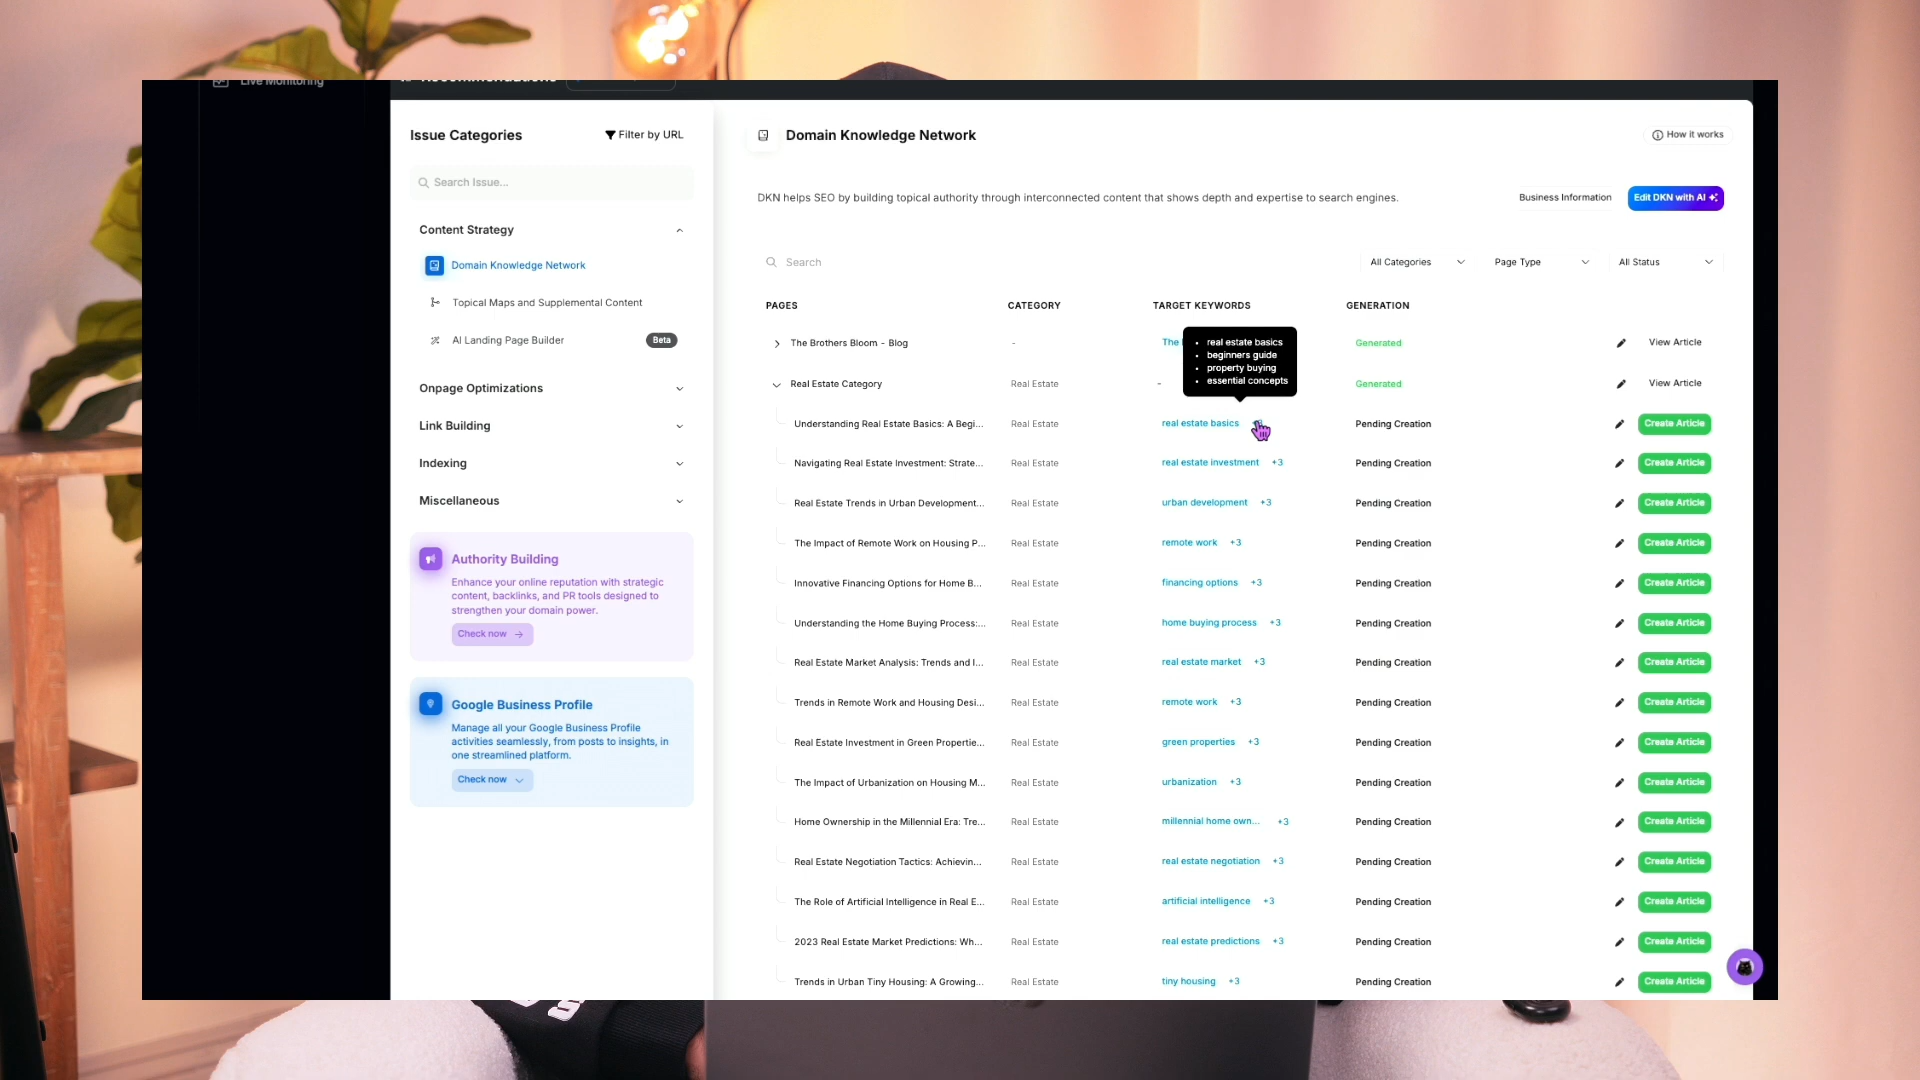 Live Monitoring
Recommendations
Issue Categories
Filter by URL
Search Issue...
Content Strategy
Domain Knowledge Network
Topical Maps and Supplemental Content
AI Landing Page Builder
Beta
Onpage Optimizations
Link Building
Indexing
Miscellaneous
Authority Building
Enhance your online reputation with strategic
content, backlinks, and PR tools designed to
strengthen your domain power.
Check now
Google Business Profile
Manage all your Google Business Profile
activities seamlessly, from posts to insights, in
one streamlined platform.
Check now
Domain Knowledge Network
How it works
DKN helps SEO by building topical authority through interconnected content that shows depth and expertise to search engines.
Business Information
Edit DKN with AI
Search
All Categories
Page Type
All Status
PAGES CATEGORY TARGET KEYWORDS GENERATION
The Brothers Bloom - Blog - The Generated View Article
real estate basics
beginners guide
property buying
essential concepts
Real Estate Category Real Estate - Generated View Article
Understanding Real Estate Basics: A Begi... Real Estate real estate basics Pending Creation Create Article
Navigating Real Estate Investment: Strate... Real Estate real estate investment +3 Pending Creation Create Article
Real Estate Trends in Urban Development... Real Estate urban development +3 Pending Creation Create Article
The Impact of Remote Work on Housing P... Real Estate remote work +3 Pending Creation Create Article
Innovative Financing Options for Home B... Real Estate financing options +3 Pending Creation Create Article
Understanding the Home Buying Process:... Real Estate home buying process +3 Pending Creation Create Article
Real Estate Market Analysis: Trends and I... Real Estate real estate market +3 Pending Creation Create Article
Trends in Remote Work and Housing Desi... Real Estate remote work +3 Pending Creation Create Article
Real Estate Investment in Green Propertie... Real Estate green properties +3 Pending Creation Create Article
The Impact of Urbanization on Housing M... Real Estate urbanization +3 Pending Creation Create Article
Home Ownership in the Millennial Era: Tre... Real Estate millennial home own... +3 Pending Creation Create Article
Real Estate Negotiation Tactics: Achievin... Real Estate real estate negotiation +3 Pending Creation Create Article
The Role of Artificial Intelligence in Real E... Real Estate artificial intelligence +3 Pending Creation Create Article
2023 Real Estate Market Predictions: Wh... Real Estate real estate predictions +3 Pending Creation Create Article
Trends in Urban Tiny Housing: A Growing... Real Estate tiny housing +3 Pending Creation Create Article